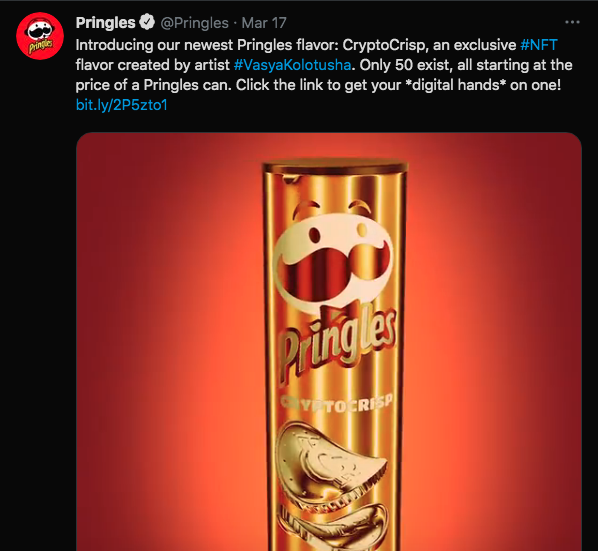 Pringles @Pringles · Mar 17
Introducing our newest Pringles flavor: CryptoCrisp, an exclusive #NFT
flavor created by artist #VasyaKolotusha. Only 50 exist, all starting at the
price of a Pringles can. Click the link to get your *digital hands* on one!
bit.ly/2P5zto1
Pringles
Pringles
CRYPTOCRISP